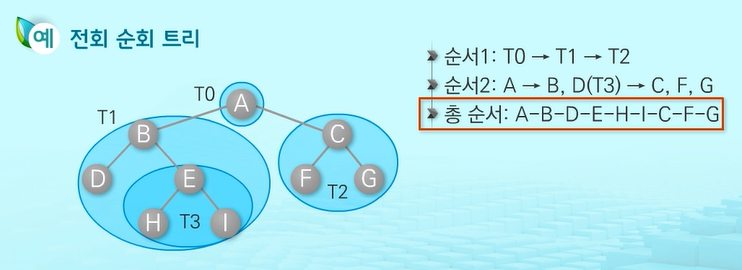 예 전회 순회 트리
순서1: T0 → T1 → T2
순서2: A → B, D(T3) → C, F, G
총 순서: A-B-D-E-H-I-C-F-G
T0
A
T1
B
C
D
E
F
G
T2
H
T3
I